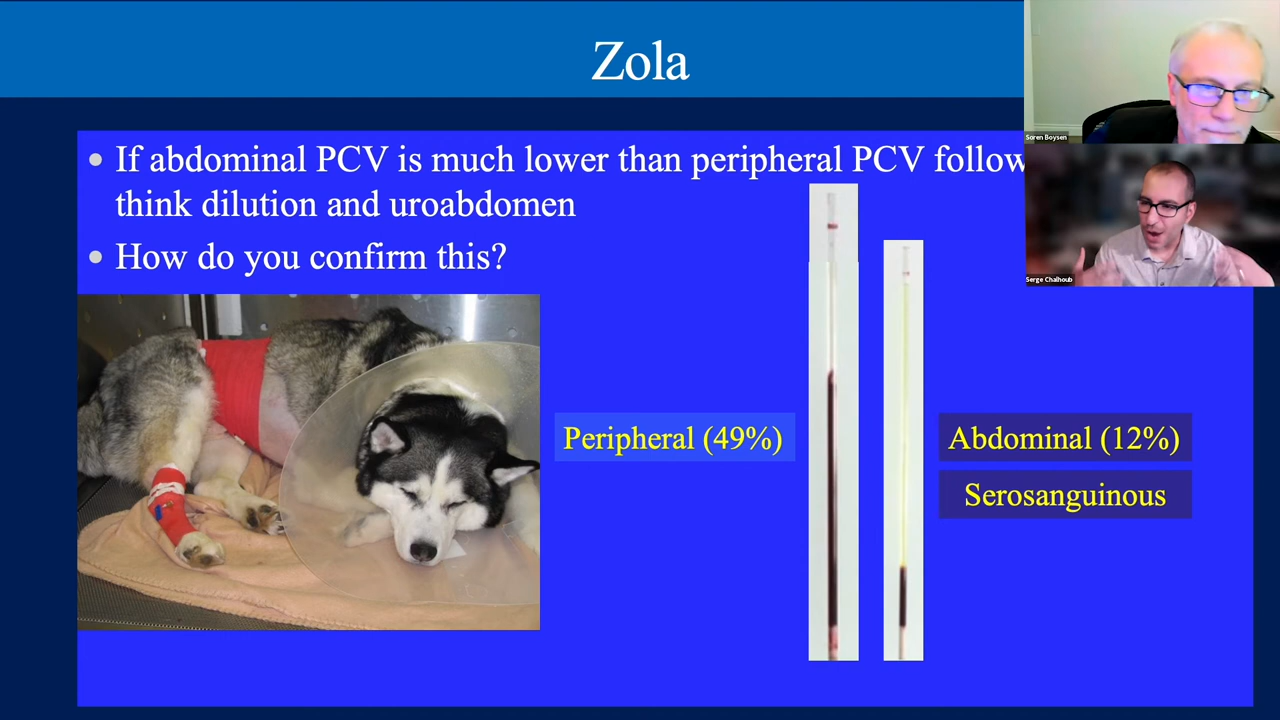 Zola
Soren Boysen
• If abdominal PCV is much lower than peripheral PCV follow
think dilution and uroabdomen
• How do you confirm this?
Serge Chalhoub
Peripheral (49%)
Abdominal (12%)
Serosanguinous